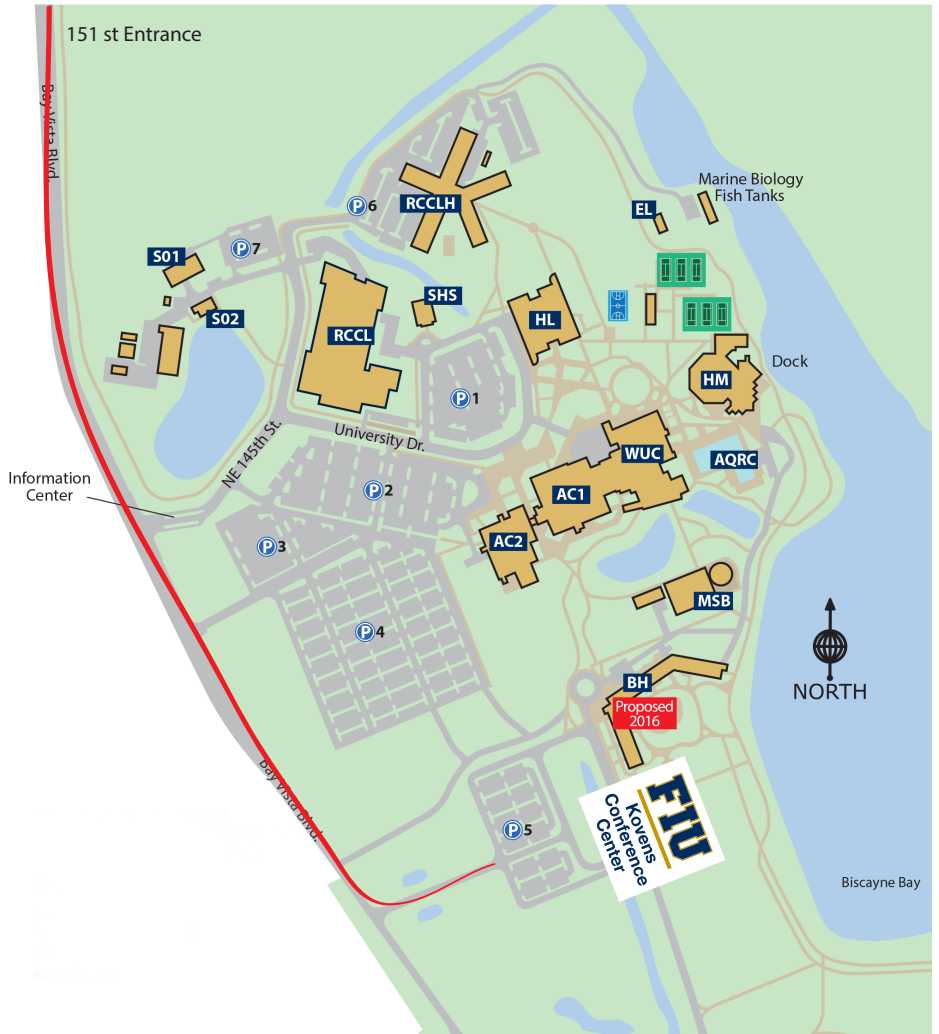 151 st Entrance
Bay Vista Blvd.
Marine Biology
Fish Tanks
EL
P 6
RCCLH
P 7
S01
S02
SHS
RCCL
HL
HM
Dock
P 1
University Dr.
NE 145th St.
WUC
AQRC
Information
Center
P 2
AC1
AC2
P 3
MSB
P 4
NORTH
BH
Proposed
2016
Bay Vista Blvd.
P 5
FIU
Kovens
Conference
Center
Biscayne Bay